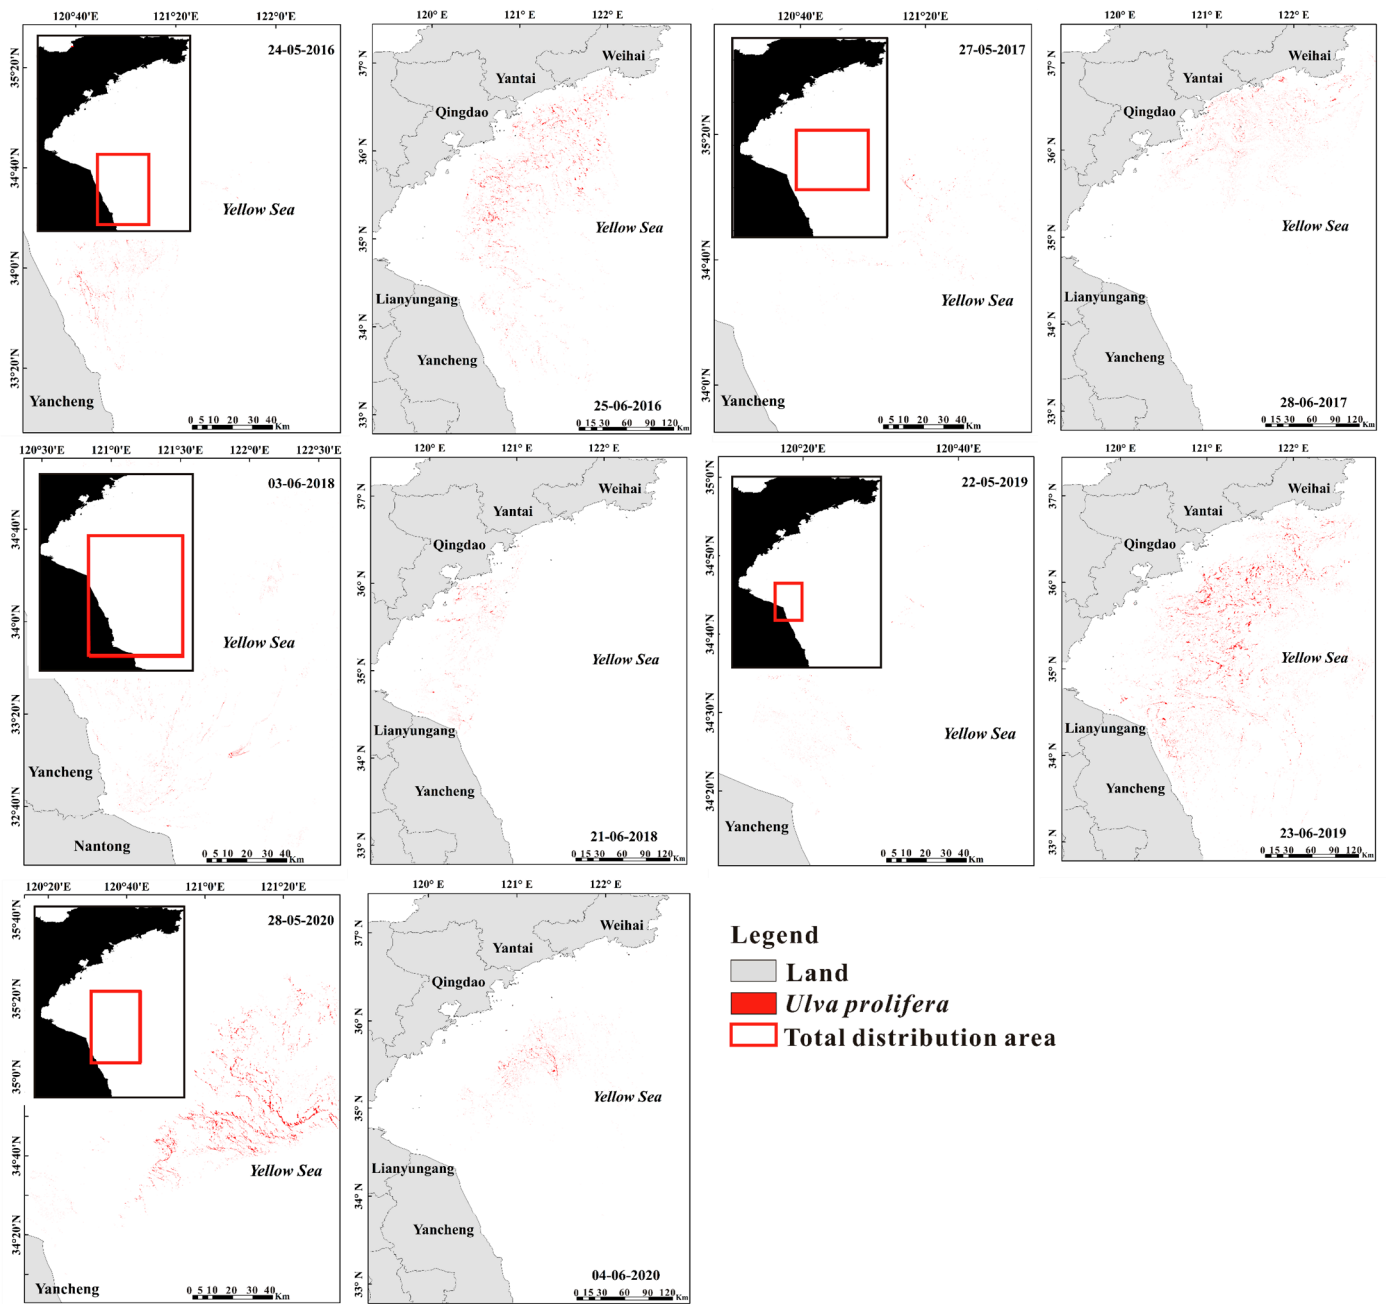 120°40'E 121°20'E 122°0'E
24-05-2016
35°20'N
34°40'N
34°0'N
33°20'N
Yellow Sea
Yancheng
0 5 10 20 30 40 Km
120° E 121° E 122° E
37° N
36° N
35° N
34° N
33° N
Weihai
Yantai
Qingdao
Yellow Sea
Lianyungang
Yancheng
25-06-2016
0 15 30 60 90 120 Km
120°40'E 121°20'E
27-05-2017
35°20'N
34°40'N
34°0'N
Yellow Sea
Yancheng
0 5 10 20 30 40 Km
120° E 121° E 122° E
37° N
36° N
35° N
34° N
33° N
Weihai
Yantai
Qingdao
Yellow Sea
Lianyungang
Yancheng
28-06-2017
0 15 30 60 90 120 Km
120°30'E 121°0'E 121°30'E 122°0'E 122°30'E
03-06-2018
34°40'N
34°0'N
33°20'N
32°40'N
Yellow Sea
Yancheng
Nantong
0 5 10 20 30 40 Km
120° E 121° E 122° E
37° N
36° N
35° N
34° N
33° N
Weihai
Yantai
Qingdao
Yellow Sea
Lianyungang
Yancheng
21-06-2018
0 15 30 60 90 120 Km
120°20'E 120°40'E
22-05-2019
35°0'N
34°50'N
34°40'N
34°30'N
34°20'N
Yellow Sea
Yancheng
0 5 10 20 30 40 Km
120° E 121° E 122° E
37° N
36° N
35° N
34° N
33° N
Weihai
Yantai
Qingdao
Yellow Sea
Lianyungang
Yancheng
23-06-2019
0 15 30 60 90 120 Km
120°20'E 120°40'E 121°0'E 121°20'E
28-05-2020
35°40'N
35°20'N
35°0'N
34°40'N
34°20'N
Yellow Sea
Yancheng
0 5 10 20 30 40 Km
120° E 121° E 122° E
37° N
36° N
35° N
34° N
33° N
Weihai
Yantai
Qingdao
Yellow Sea
Lianyungang
Yancheng
04-06-2020
0 15 30 60 90 120 Km
Legend
Land
Ulva prolifera
Total distribution area